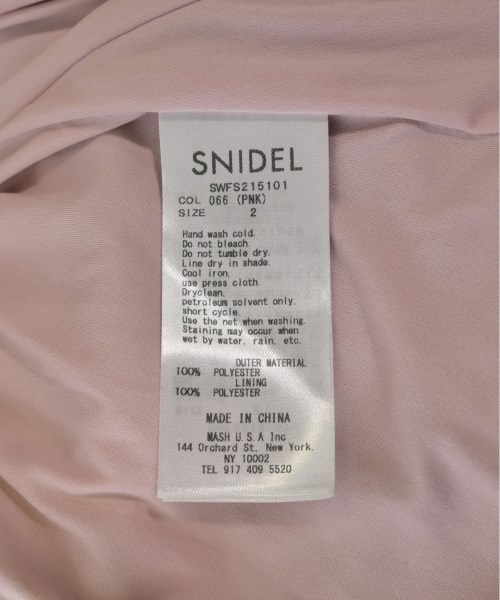 SNIDEL
SWFS215101
COL 066 (PNK)
SIZE 2
Hand wash cold.
Do not bleach.
Do not tumble dry.
Line dry in shade.
Cool iron,
use press cloth.
Dryclean,
petroleum solvent only.
short cycle.
Use the net when washing.
Staining may occur when
wet by water, rain, etc.
OUTER MATERIAL
100% POLYESTER
LINING
100% POLYESTER
MADE IN CHINA
MASH U.S.A Inc
144 Orchard St, New York.
NY 10002
TEL 917 409 5520